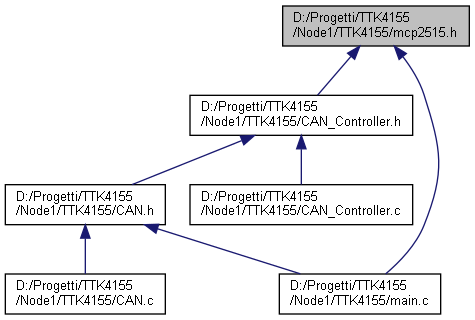 D:/Progetti/TTK4155
/Node1/TTK4155/mcp2515.h
D:/Progetti/TTK4155
/Node1/TTK4155/CAN_Controller.h
D:/Progetti/TTK4155
/Node1/TTK4155/CAN.h
D:/Progetti/TTK4155
/Node1/TTK4155/CAN_Controller.c
D:/Progetti/TTK4155
/Node1/TTK4155/CAN.c
D:/Progetti/TTK4155
/Node1/TTK4155/main.c